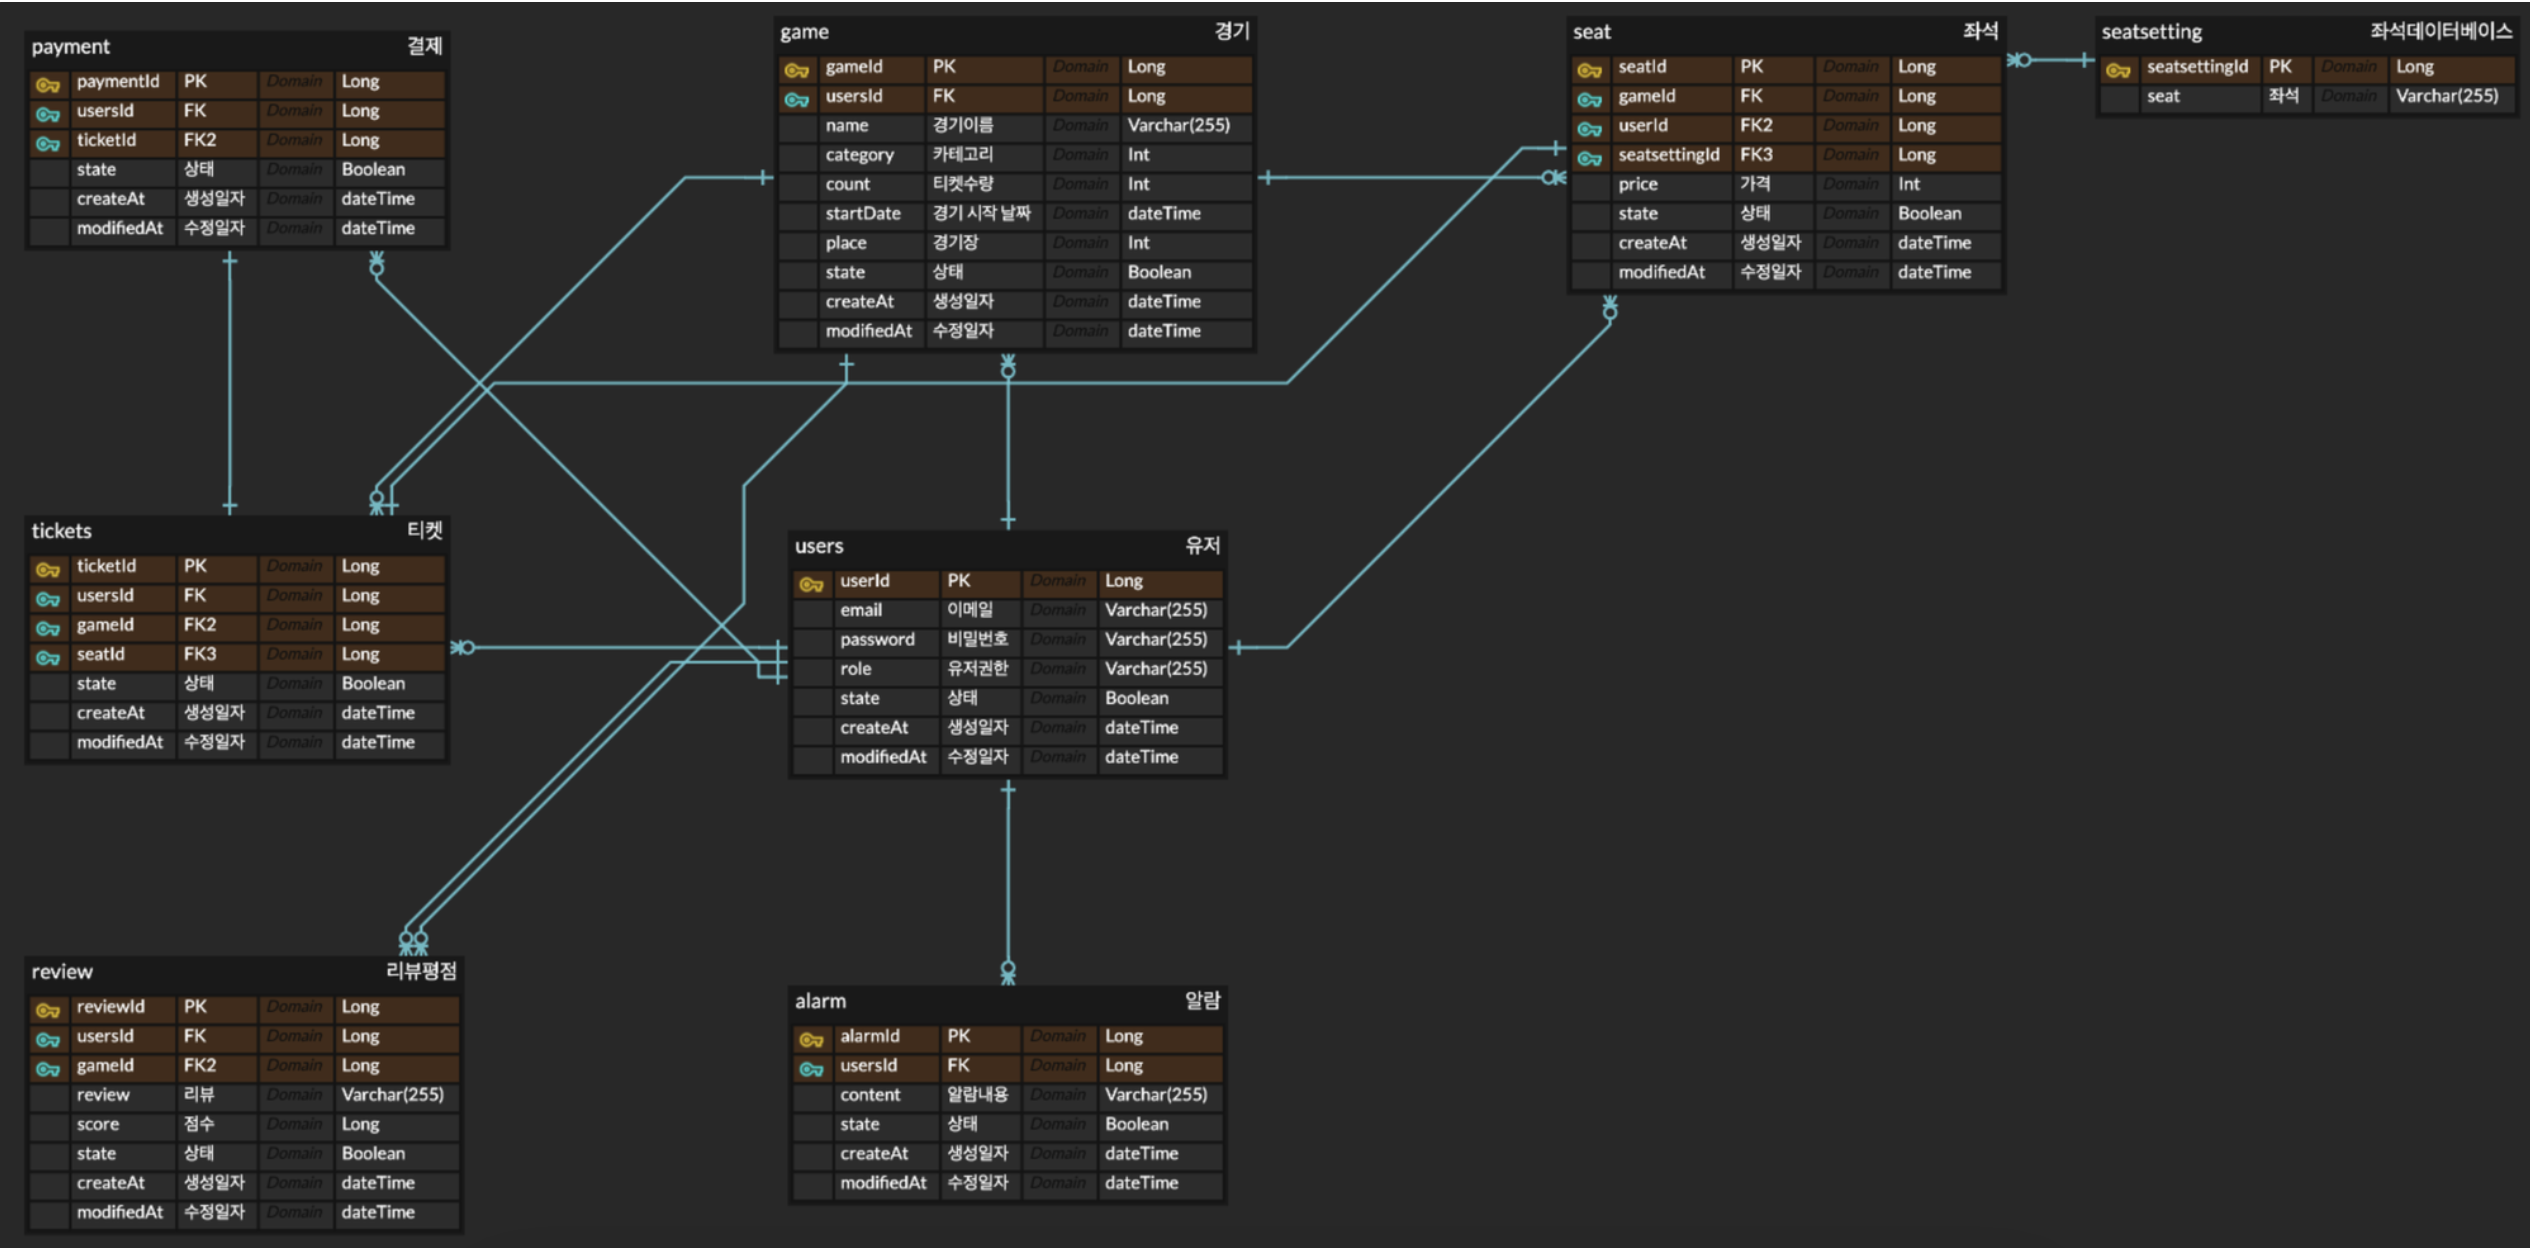 payment 결제
paymentId PK Domain Long
usersId FK Domain Long
ticketId FK2 Domain Long
state 상태 Domain Boolean
createAt 생성일자 Domain dateTime
modifiedAt 수정일자 Domain dateTime
game 경기
gameId PK Domain Long
usersId FK Domain Long
name 경기이름 Domain Varchar(255)
category 카테고리 Domain Int
count 티켓수량 Domain Int
startDate 경기 시작 날짜 Domain dateTime
place 경기장 Domain Int
state 상태 Domain Boolean
createAt 생성일자 Domain dateTime
modifiedAt 수정일자 Domain dateTime
seat 좌석
seatId PK Domain Long
gameId FK Domain Long
userId FK2 Domain Long
seatsettingId FK3 Domain Long
price 가격 Domain Int
state 상태 Domain Boolean
createAt 생성일자 Domain dateTime
modifiedAt 수정일자 Domain dateTime
seatsetting 좌석데이터베이스
seatsettingId PK Domain Long
seat 좌석 Domain Varchar(255)
tickets 티켓
ticketId PK Domain Long
usersId FK Domain Long
gameId FK2 Domain Long
seatId FK3 Domain Long
state 상태 Domain Boolean
createAt 생성일자 Domain dateTime
modifiedAt 수정일자 Domain dateTime
users 유저
userId PK Domain Long
email 이메일 Domain Varchar(255)
password 비밀번호 Domain Varchar(255)
role 유저권한 Domain Varchar(255)
state 상태 Domain Boolean
createAt 생성일자 Domain dateTime
modifiedAt 수정일자 Domain dateTime
review 리뷰평점
reviewId PK Domain Long
usersId FK Domain Long
gameId FK2 Domain Long
review 리뷰 Domain Varchar(255)
score 점수 Domain Long
state 상태 Domain Boolean
createAt 생성일자 Domain dateTime
modifiedAt 수정일자 Domain dateTime
alarm 알람
alarmId PK Domain Long
usersId FK Domain Long
content 알람내용 Domain Varchar(255)
state 상태 Domain Boolean
createAt 생성일자 Domain dateTime
modifiedAt 수정일자 Domain dateTime